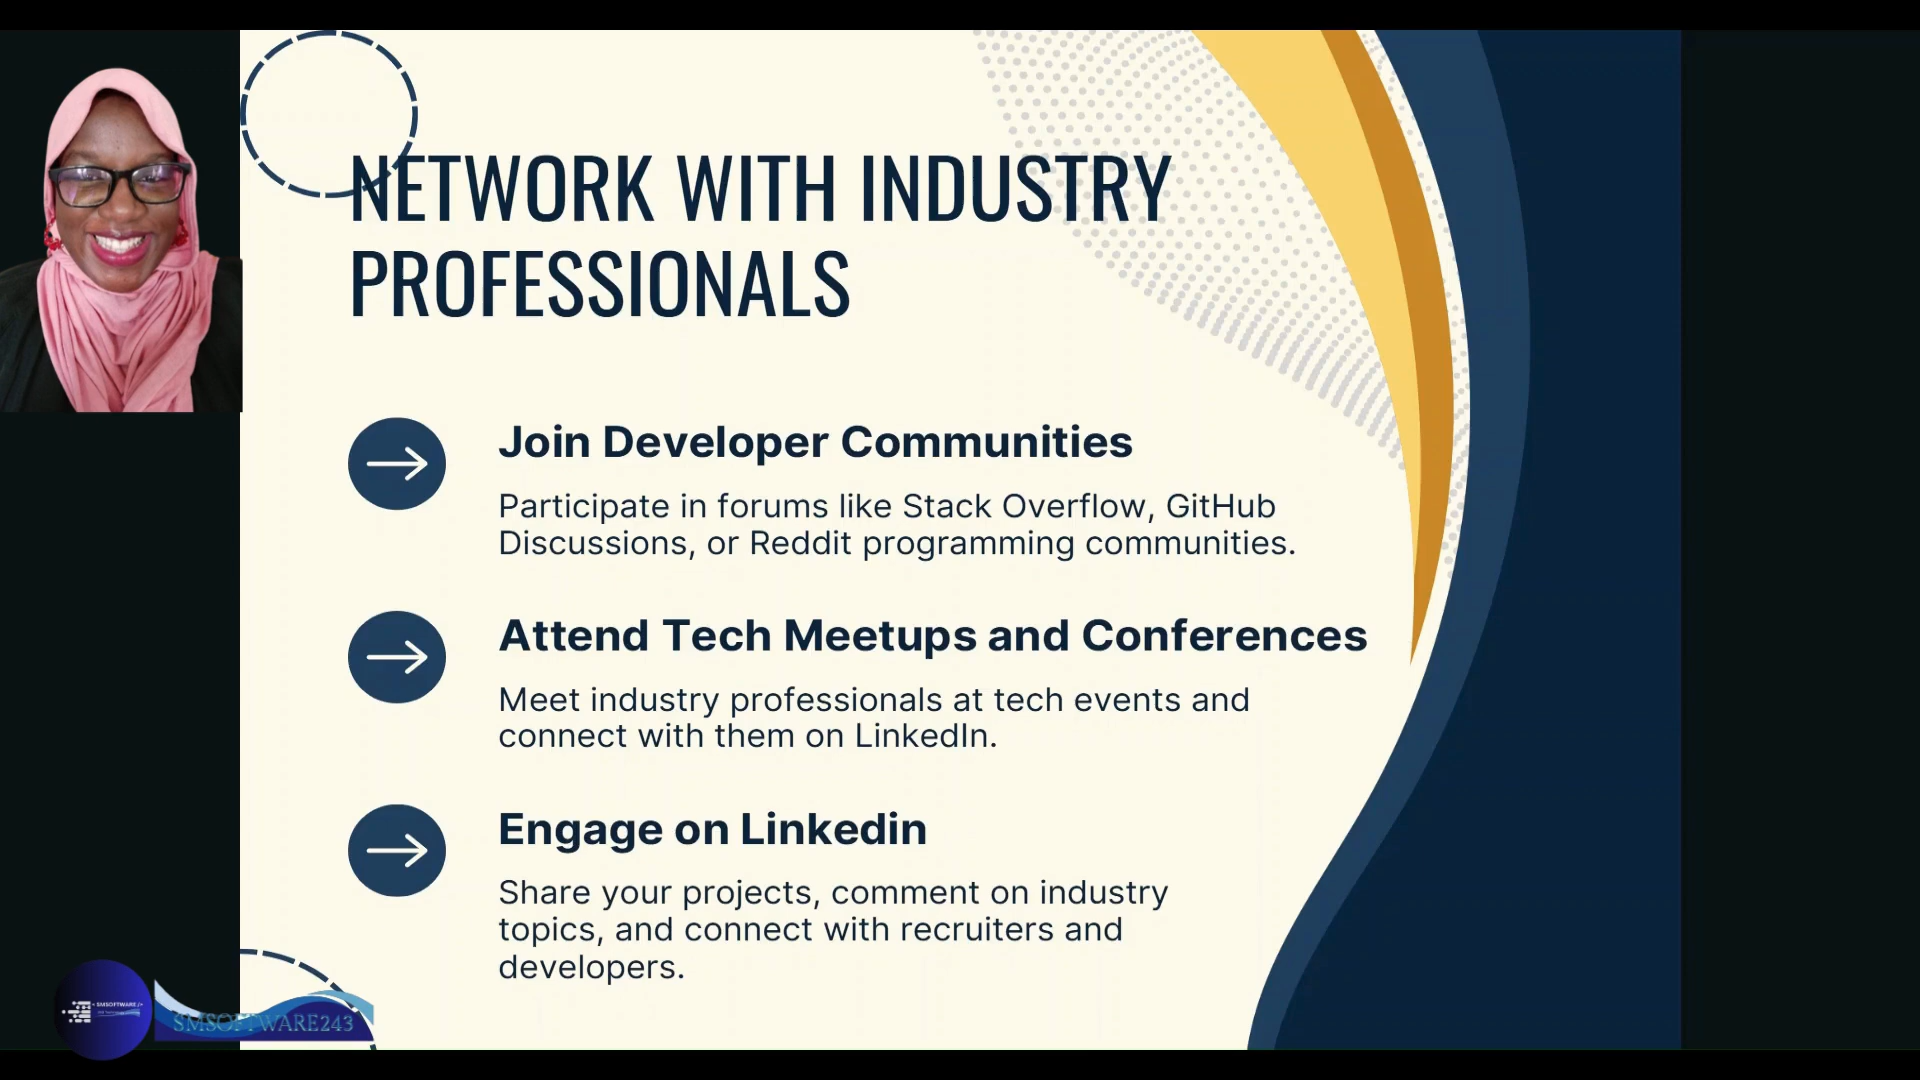 NETWORK WITH INDUSTRY
PROFESSIONALS
Join Developer Communities
Participate in forums like Stack Overflow, GitHub
Discussions, or Reddit programming communities.
Attend Tech Meetups and Conferences
Meet industry professionals at tech events and
connect with them on LinkedIn.
Engage on Linkedin
Share your projects, comment on industry
topics, and connect with recruiters and
developers.
< SMSOFTWARE />
SMSOFTWARE243